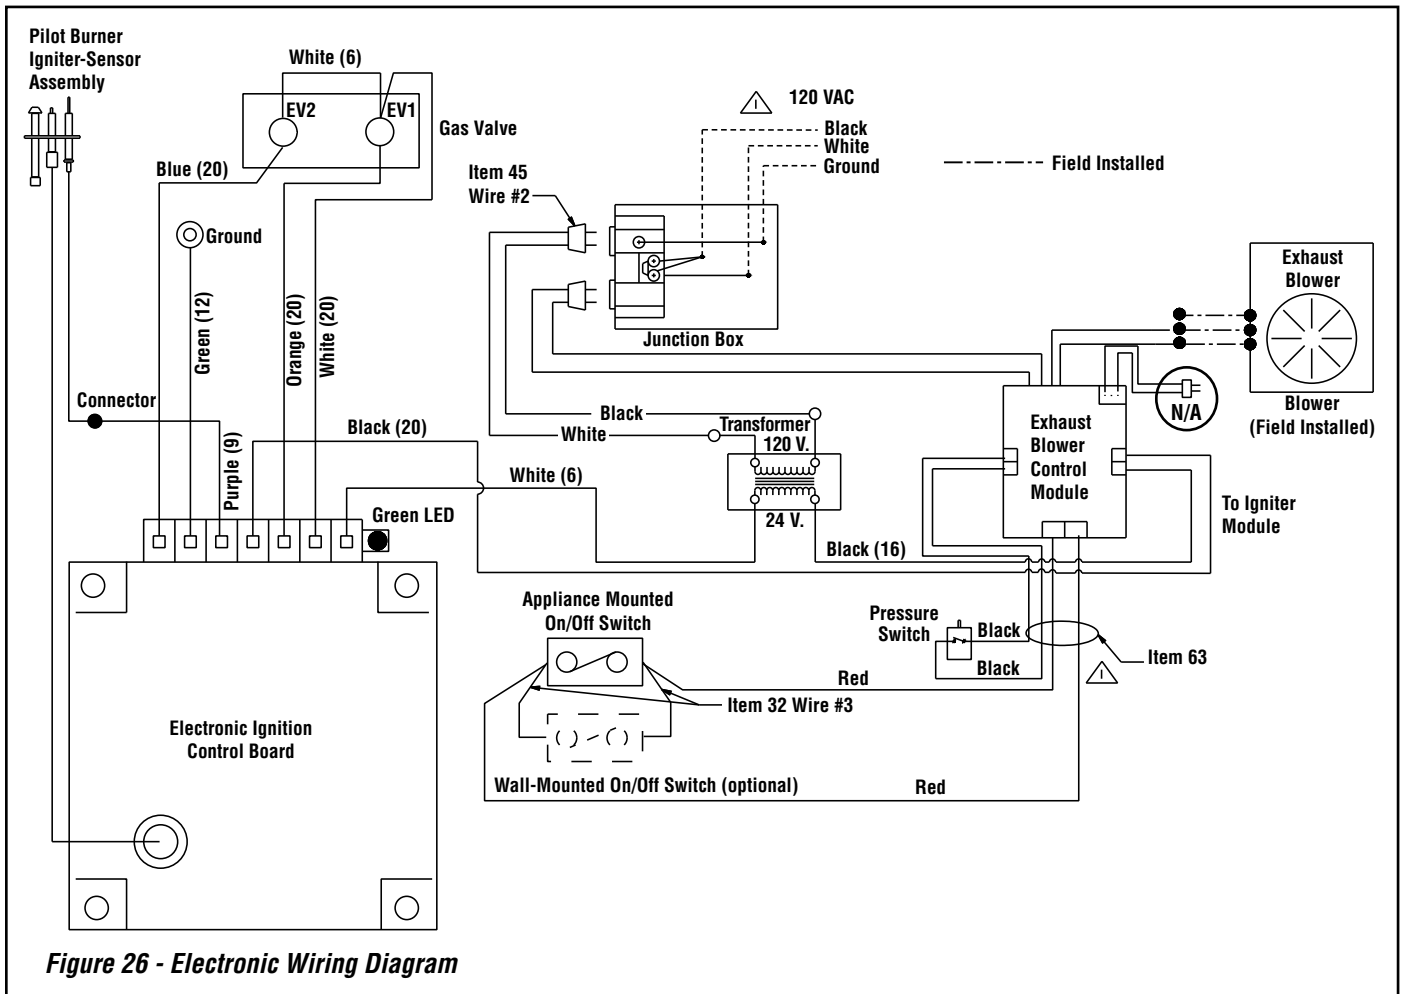 Pilot Burner
Igniter-Sensor
Assembly
White (6)
EV2
EV1
Gas Valve
Blue (20)
Ground
Green (12)
Orange (20)
White (20)
Connector
Purple (9)
Black (20)
White (6)
Green LED
Item 45
Wire #2
120 VAC
Black
White
Ground
Field Installed
Junction Box
Exhaust
Blower
Blower
(Field Installed)
N/A
Black
White
Transformer
120 V.
24 V.
Exhaust
Blower
Control
Module
To Igniter
Module
Black (16)
Appliance Mounted
On/Off Switch
Pressure
Switch
Black
Black
Item 63
Red
Item 32 Wire #3
Wall-Mounted On/Off Switch (optional)
Red
Electronic Ignition
Control Board
Figure 26 - Electronic Wiring Diagram